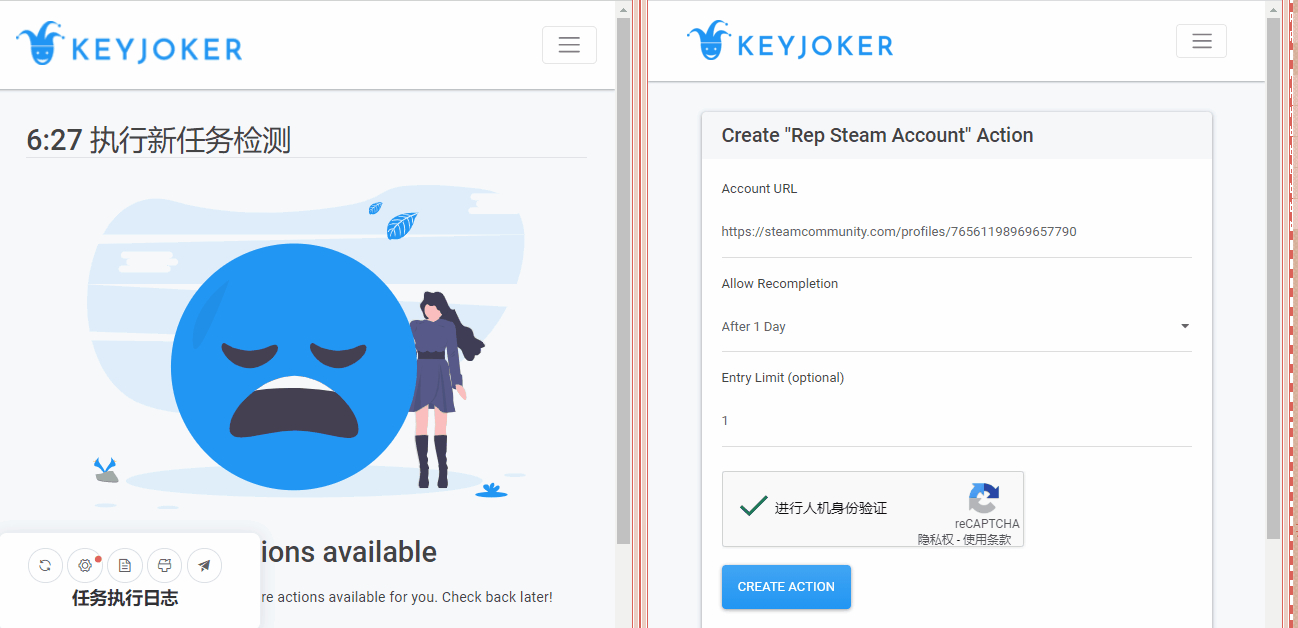 KEYJOKER
6:27 执行新任务检测
ions available
re actions available for you. Check back later!
任务执行日志
KEYJOKER
Create "Rep Steam Account" Action
Account URL
https://steamcommunity.com/profiles/76561198969657790
Allow Recompletion
After 1 Day
Entry Limit (optional)
1
进行人机身份验证
reCAPTCHA
隐私权 - 使用条款
CREATE ACTION